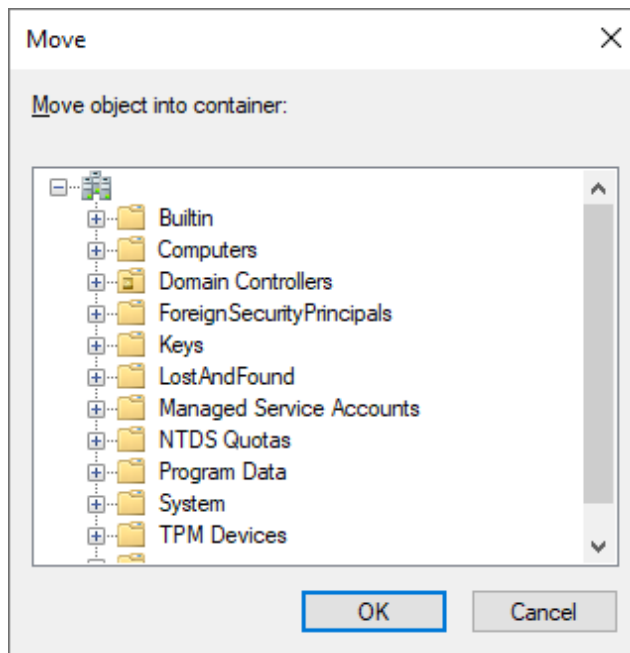 Move
Move object into container:
Builtin
Computers
Domain Controllers
ForeignSecurityPrincipals
Keys
LostAndFound
Managed Service Accounts
NTDS Quotas
Program Data
System
TPM Devices
OK
Cancel